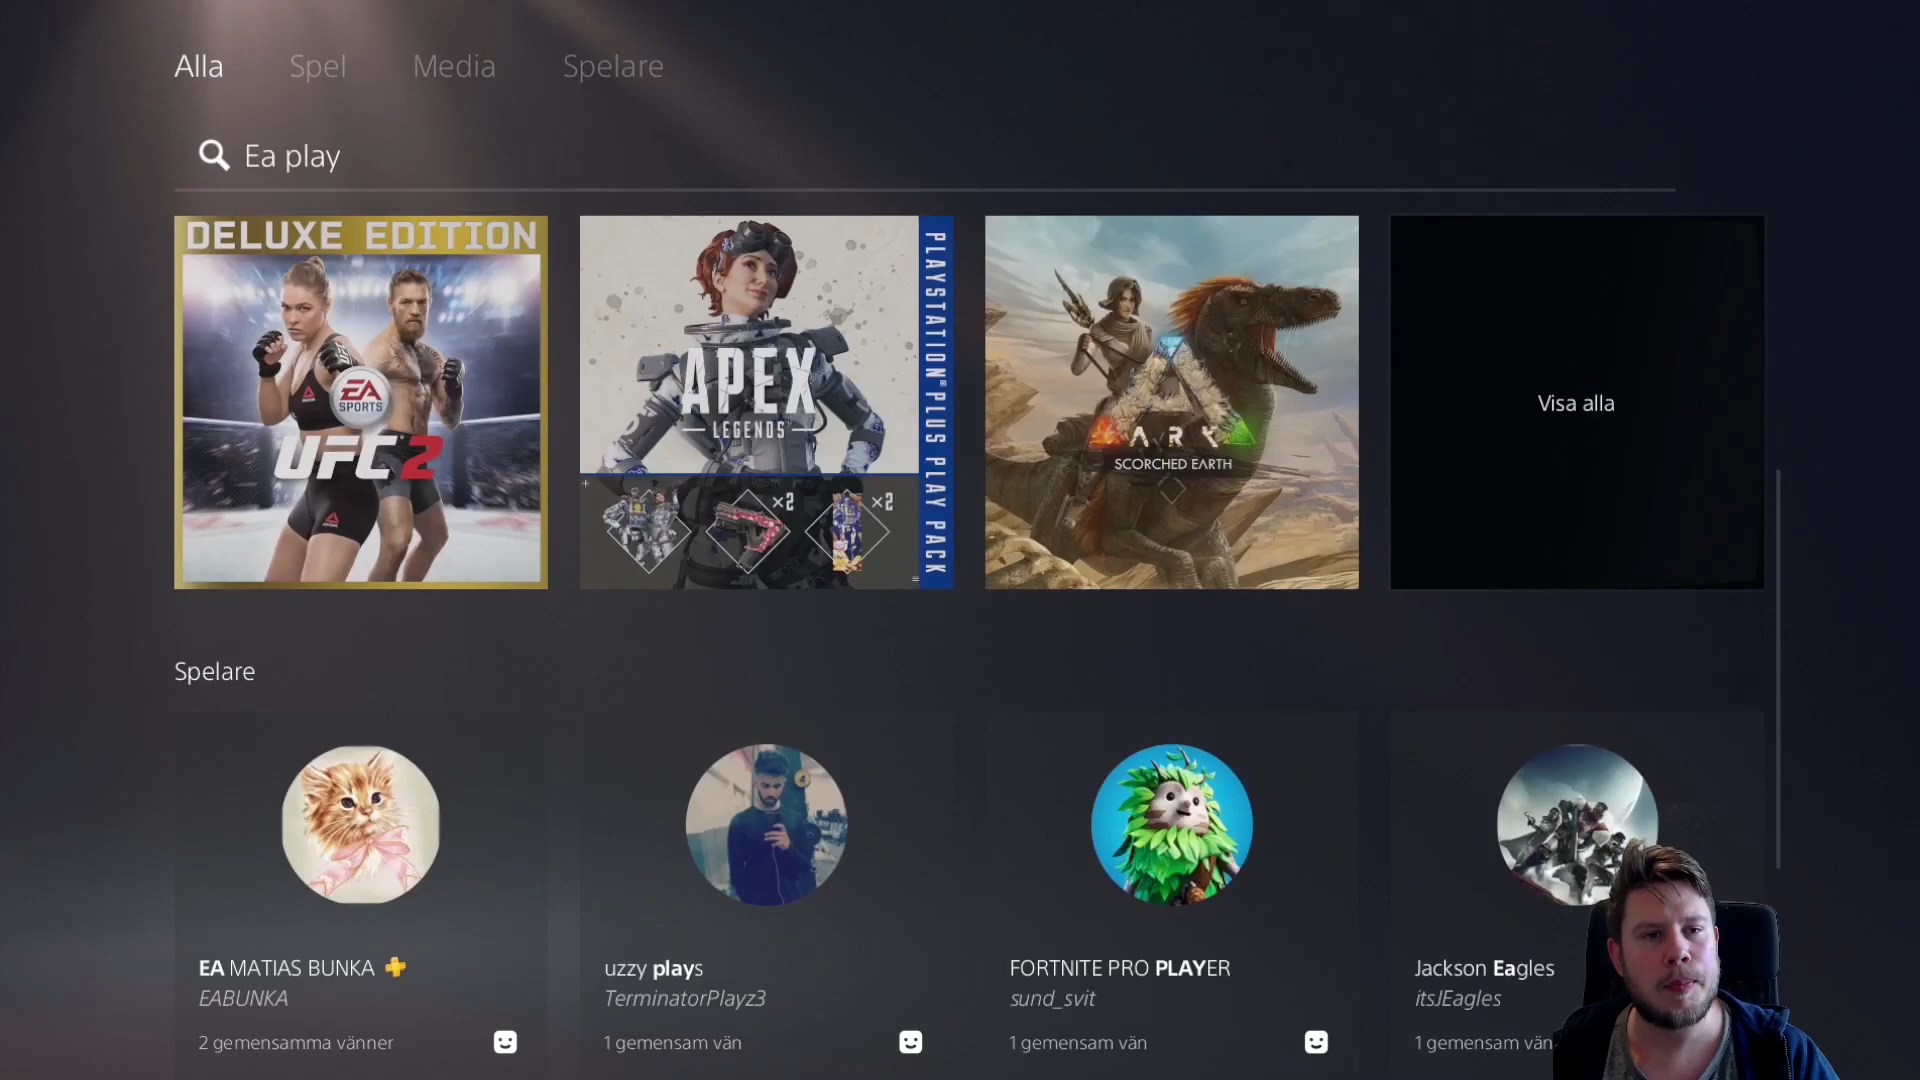 Alla Spel Media Spelare
Ea play
DELUXE EDITION
EA
SPORTS
UFC 2
APEX
LEGENDS
×2 ×2
PLAYSTATION PLUS PLAY PACK
ARK
SCORCHED EARTH
Visa alla
Spelare
EA MATIAS BUNKA
EABUNKA
2 gemensamma vänner
uzzy plays
TerminatorPlayz3
1 gemensam vän
FORTNITE PRO PLAYER
sund_svit
1 gemensam vän
Jackson Eagles
itsJEagles
1 gemensam vän